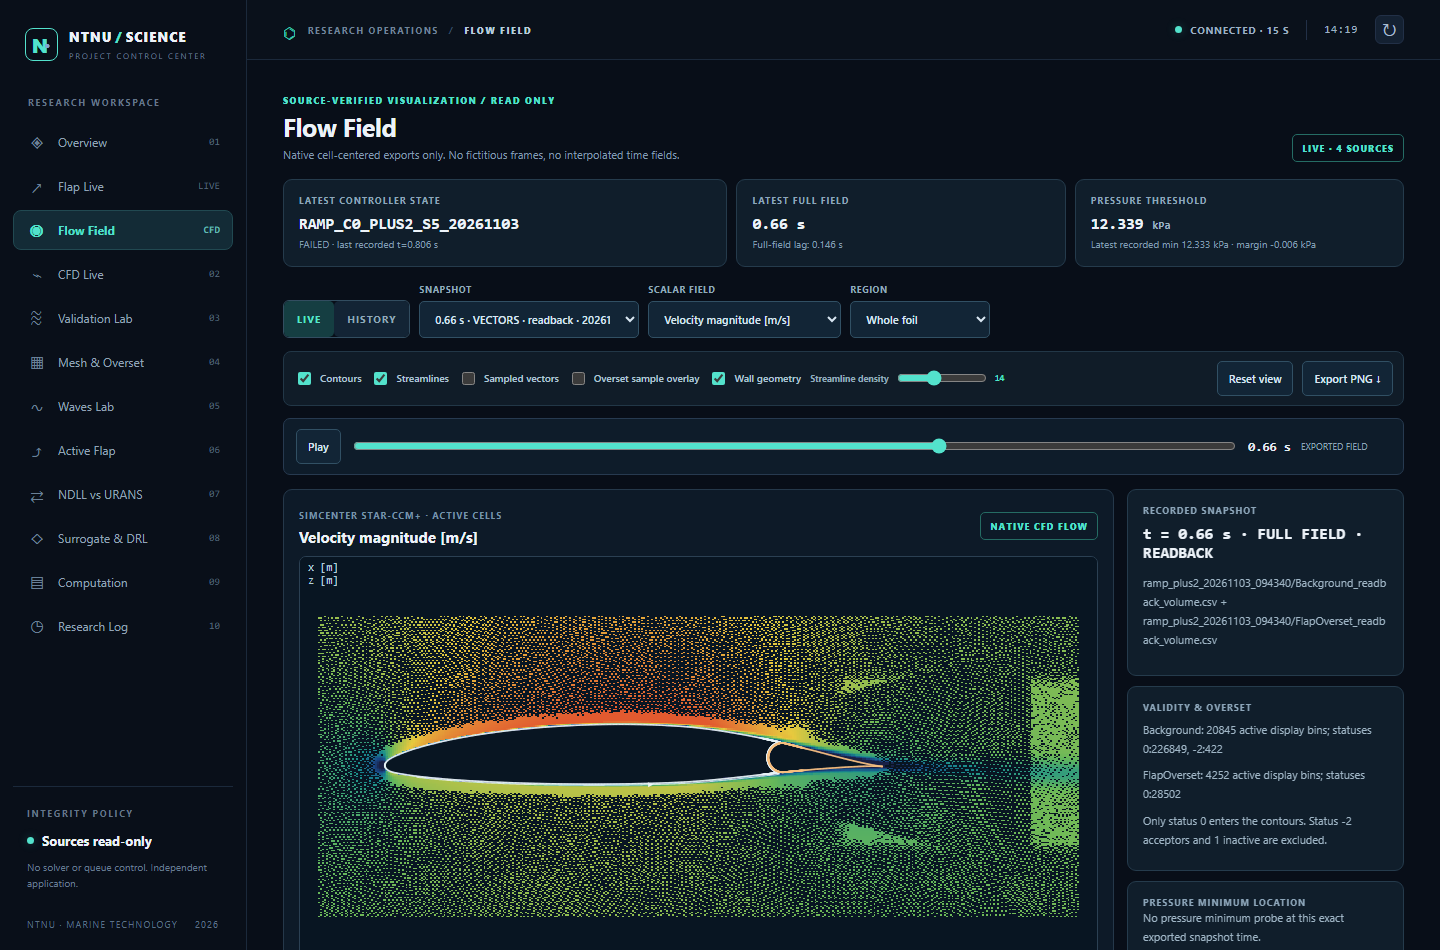 NTNU / SCIENCE
PROJECT CONTROL CENTER
RESEARCH WORKSPACE
Overview 01
Flap Live LIVE
Flow Field CFD
CFD Live 02
Validation Lab 03
Mesh & Overset 04
Waves Lab 05
Active Flap 06
NDLL vs URANS 07
Surrogate & DRL 08
Computation 09
Research Log 10
INTEGRITY POLICY
Sources read-only
No solver or queue control. Independent
application.
NTNU · MARINE TECHNOLOGY 2026
RESEARCH OPERATIONS / FLOW FIELD
CONNECTED · 15 S 14:19
SOURCE-VERIFIED VISUALIZATION / READ ONLY
Flow Field
Native cell-centered exports only. No fictitious frames, no interpolated time fields.
LIVE · 4 SOURCES
LATEST CONTROLLER STATE
RAMP_C0_PLUS2_S5_20261103
FAILED · last recorded t=0.806 s
LATEST FULL FIELD
0.66 s
Full-field lag: 0.146 s
PRESSURE THRESHOLD
12.339 kPa
Latest recorded min 12.333 kPa · margin -0.006 kPa
LIVE HISTORY
SNAPSHOT
0.66 s · VECTORS · readback · 20261
SCALAR FIELD
Velocity magnitude [m/s]
REGION
Whole foil
Contours Streamlines Sampled vectors Overset sample overlay Wall geometry Streamline density 14
Reset view Export PNG ↓
Play 0.66 s EXPORTED FIELD
SIMCENTER STAR-CCM+ · ACTIVE CELLS
Velocity magnitude [m/s]
NATIVE CFD FLOW
x [m]
z [m]
RECORDED SNAPSHOT
t = 0.66 s · FULL FIELD ·
READBACK
ramp_plus2_20261103_094340/Background_readb
ack_volume.csv +
ramp_plus2_20261103_094340/FlapOverset_readb
ack_volume.csv
VALIDITY & OVERSET
Background: 20845 active display bins; statuses
0:226849, -2:422
FlapOverset: 4252 active display bins; statuses
0:28502
Only status 0 enters the contours. Status -2
acceptors and 1 inactive are excluded.
PRESSURE MINIMUM LOCATION
No pressure minimum probe at this exact
exported snapshot time.